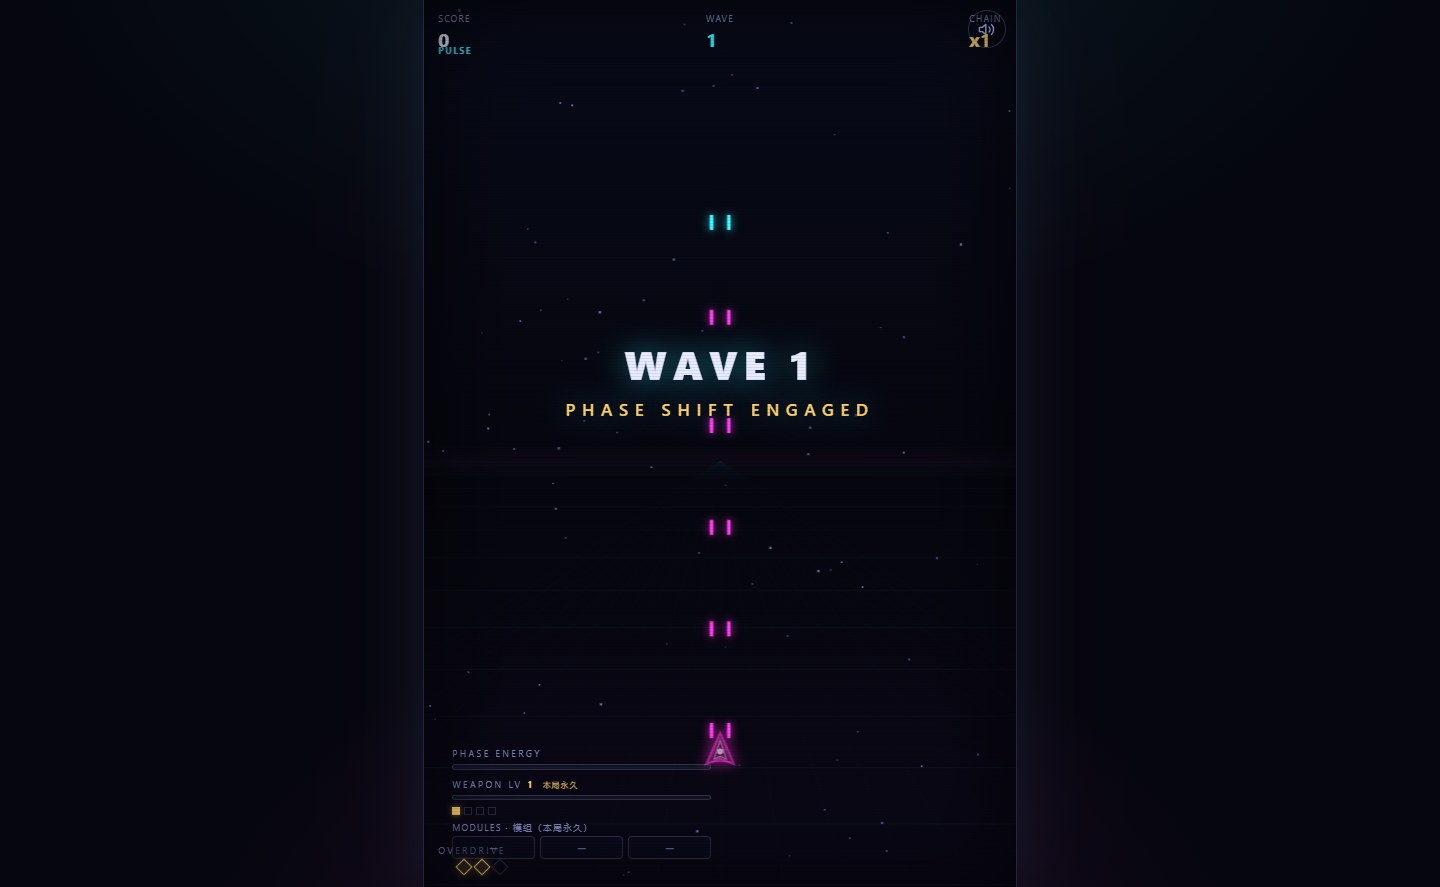 SCORE
WAVE
CHAIN
0
1
x1
PULSE
WAVE 1
PHASE SHIFT ENGAGED
PHASE ENERGY
WEAPON LV 1 本局永久
MODULES · 模组（本局永久）
— — —
OVERDRIVE